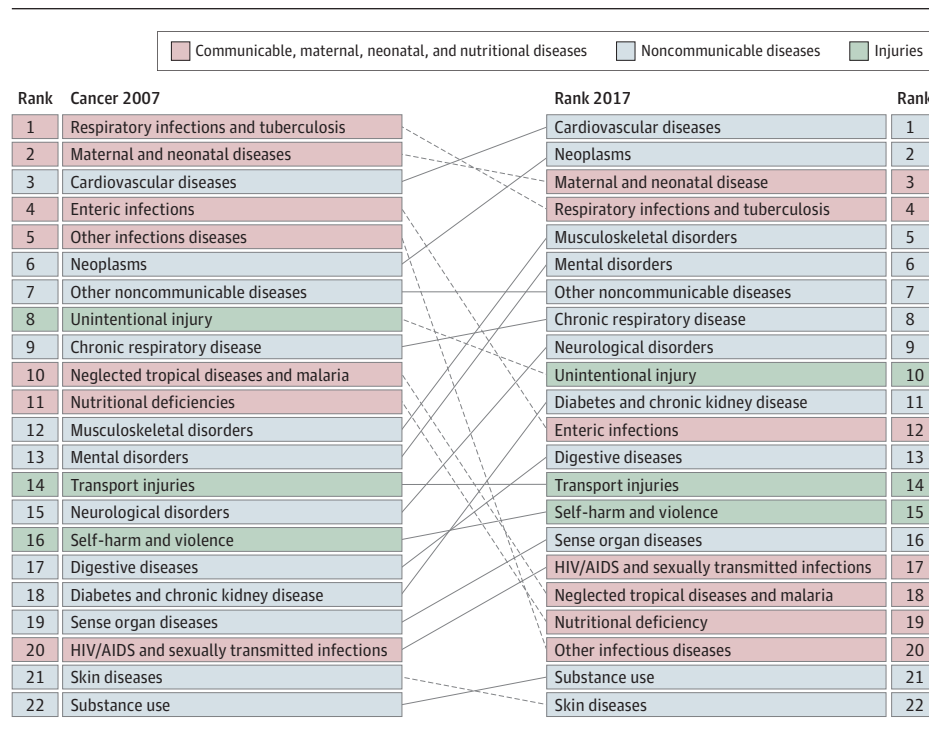 Communicable, maternal, neonatal, and nutritional diseases Noncommunicable diseases Injuries
Rank Cancer 2007 Rank 2017 Rank
1 Respiratory infections and tuberculosis Cardiovascular diseases 1
2 Maternal and neonatal diseases Neoplasms 2
3 Cardiovascular diseases Maternal and neonatal disease 3
4 Enteric infections Respiratory infections and tuberculosis 4
5 Other infections diseases Musculoskeletal disorders 5
6 Neoplasms Mental disorders 6
7 Other noncommunicable diseases Other noncommunicable diseases 7
8 Unintentional injury Chronic respiratory disease 8
9 Chronic respiratory disease Neurological disorders 9
10 Neglected tropical diseases and malaria Unintentional injury 10
11 Nutritional deficiencies Diabetes and chronic kidney disease 11
12 Musculoskeletal disorders Enteric infections 12
13 Mental disorders Digestive diseases 13
14 Transport injuries Transport injuries 14
15 Neurological disorders Self-harm and violence 15
16 Self-harm and violence Sense organ diseases 16
17 Digestive diseases HIV/AIDS and sexually transmitted infections 17
18 Diabetes and chronic kidney disease Neglected tropical diseases and malaria 18
19 Sense organ diseases Nutritional deficiency 19
20 HIV/AIDS and sexually transmitted infections Other infectious diseases 20
21 Skin diseases Substance use 21
22 Substance use Skin diseases 22